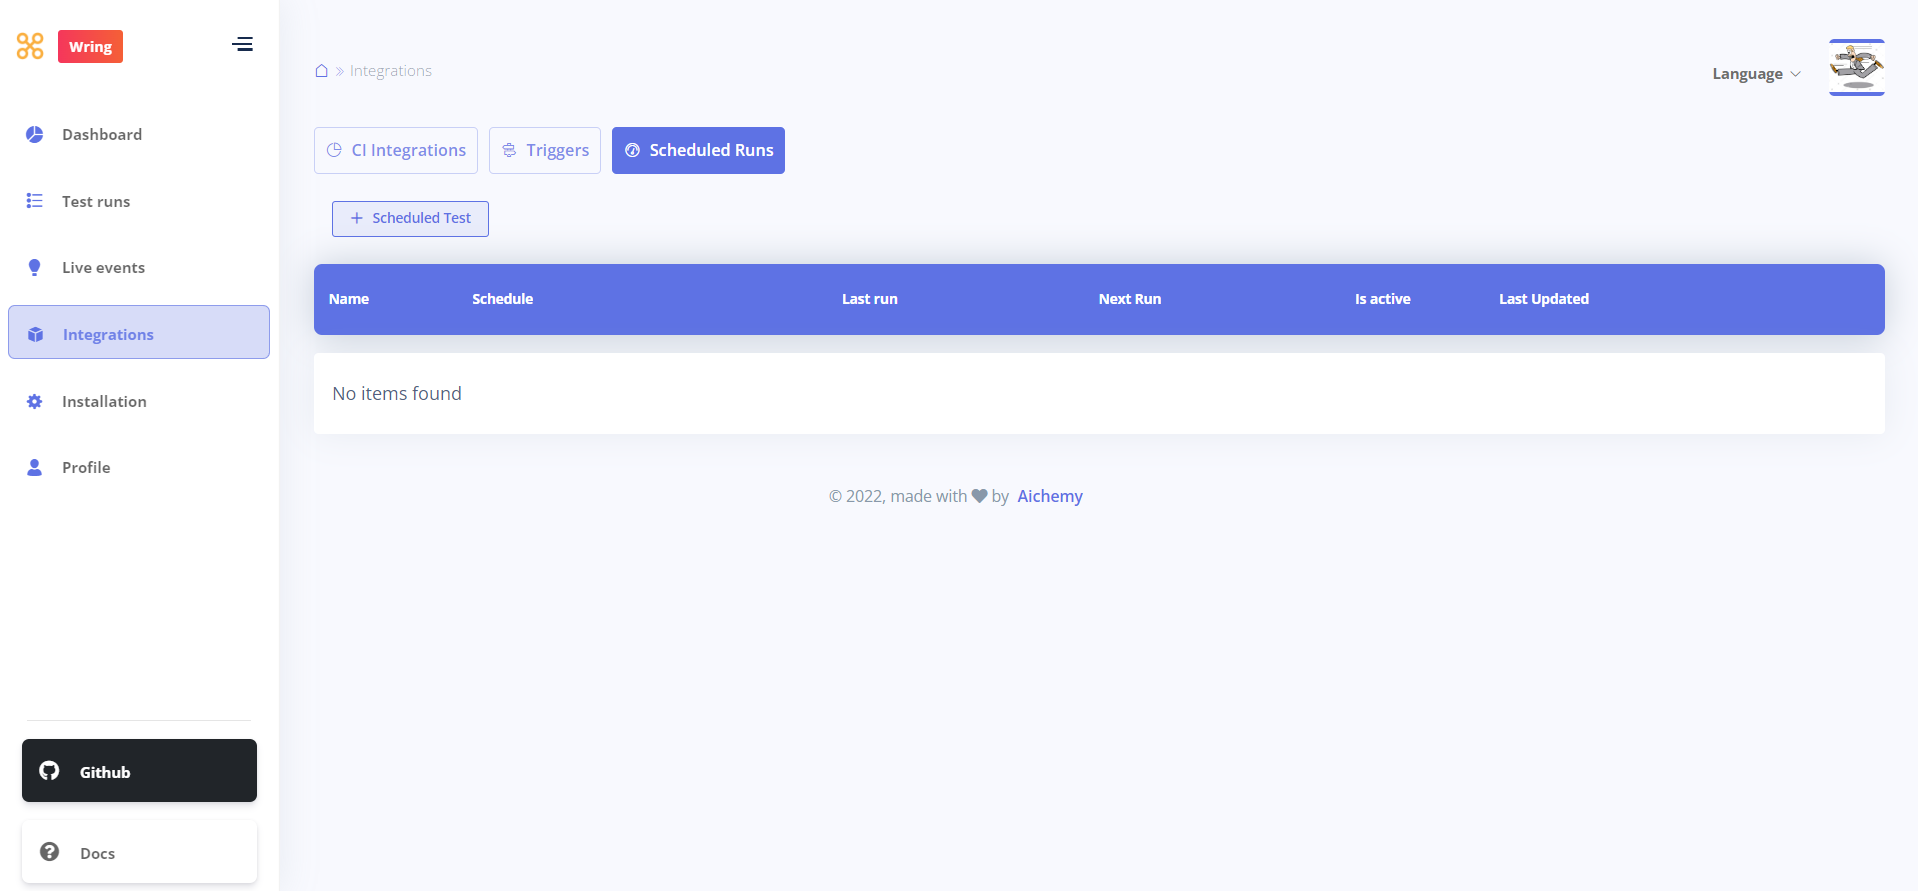 Wring
Dashboard
Test runs
Live events
Integrations
Installation
Profile
Github
Docs
Integrations
Language
CI Integrations Triggers Scheduled Runs
+ Scheduled Test
Name Schedule Last run Next Run Is active Last Updated
No items found
© 2022, made with by Aichemy